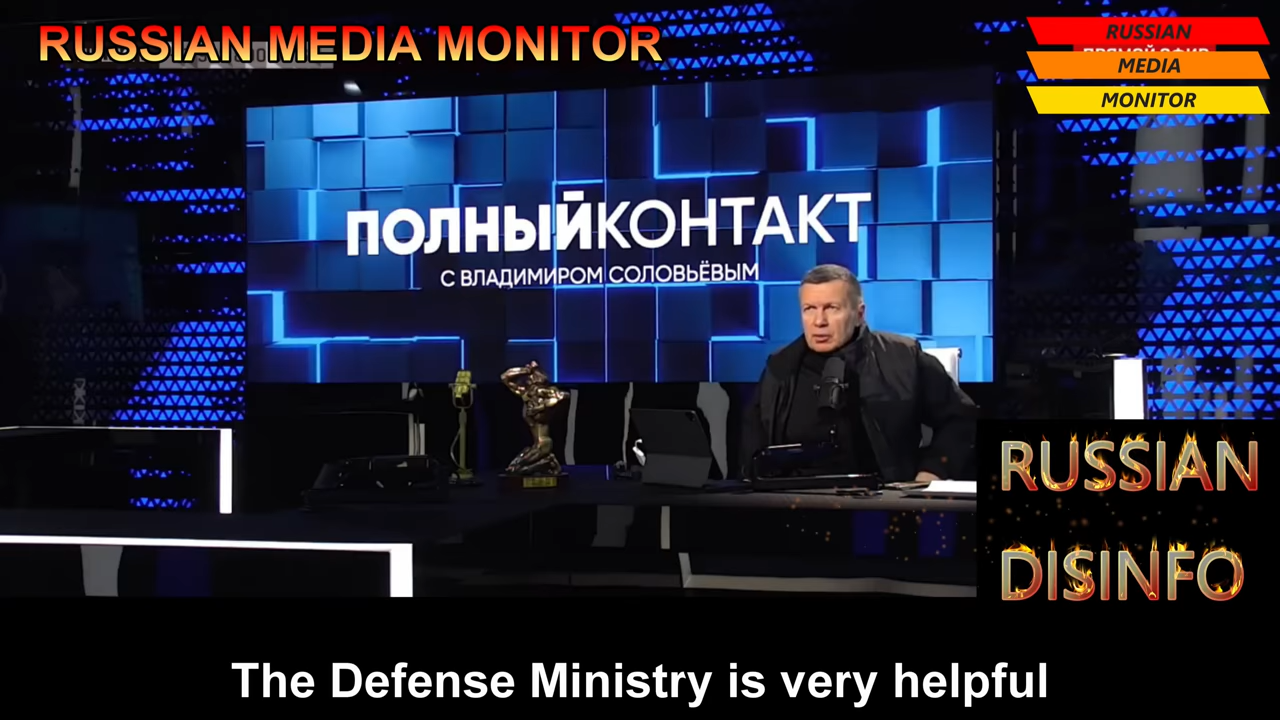 RUSSIAN MEDIA MONITOR
RUSSIAN
MEDIA
MONITOR
ПОЛНЫЙКОНТАКТ
С ВЛАДИМИРОМ СОЛОВЬЁВЫМ
RUSSIAN
DISINFO
The Defense Ministry is very helpful